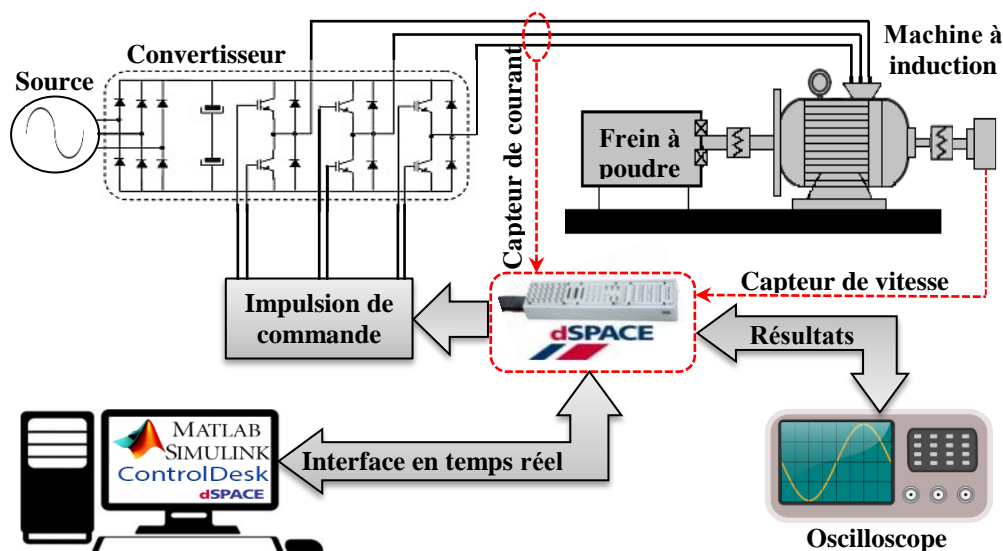 Convertisseur
Source
Capteur de courant
Machine à
induction
Frein à
poudre
Capteur de vitesse
Impulsion de
commande
dSPACE
Résultats
MATLAB
SIMULINK
ControlDesk
dSPACE
Interface en temps réel
Oscilloscope